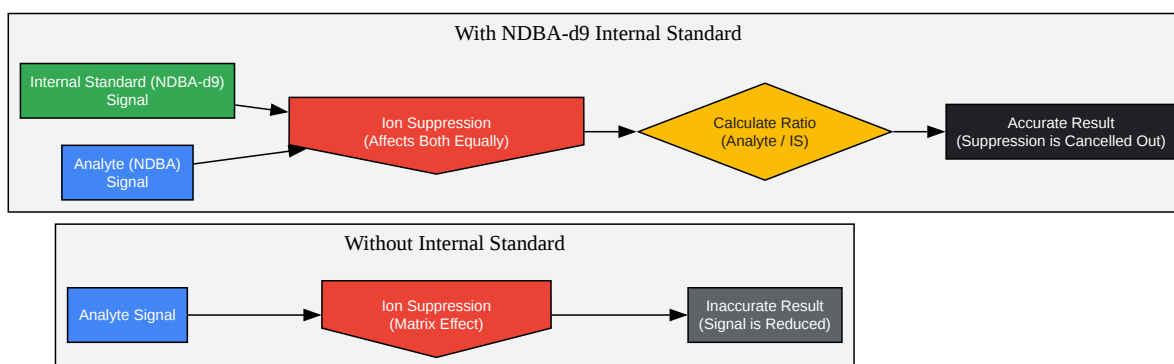 With NDBA-d9 Internal Standard
Internal Standard (NDBA-d9)
Signal
Analyte (NDBA)
Signal
Ion Suppression
(Affects Both Equally)
Calculate Ratio
(Analyte / IS)
Accurate Result
(Suppression is Cancelled Out)
Without Internal Standard
Analyte Signal
Ion Suppression
(Matrix Effect)
Inaccurate Result
(Signal is Reduced)